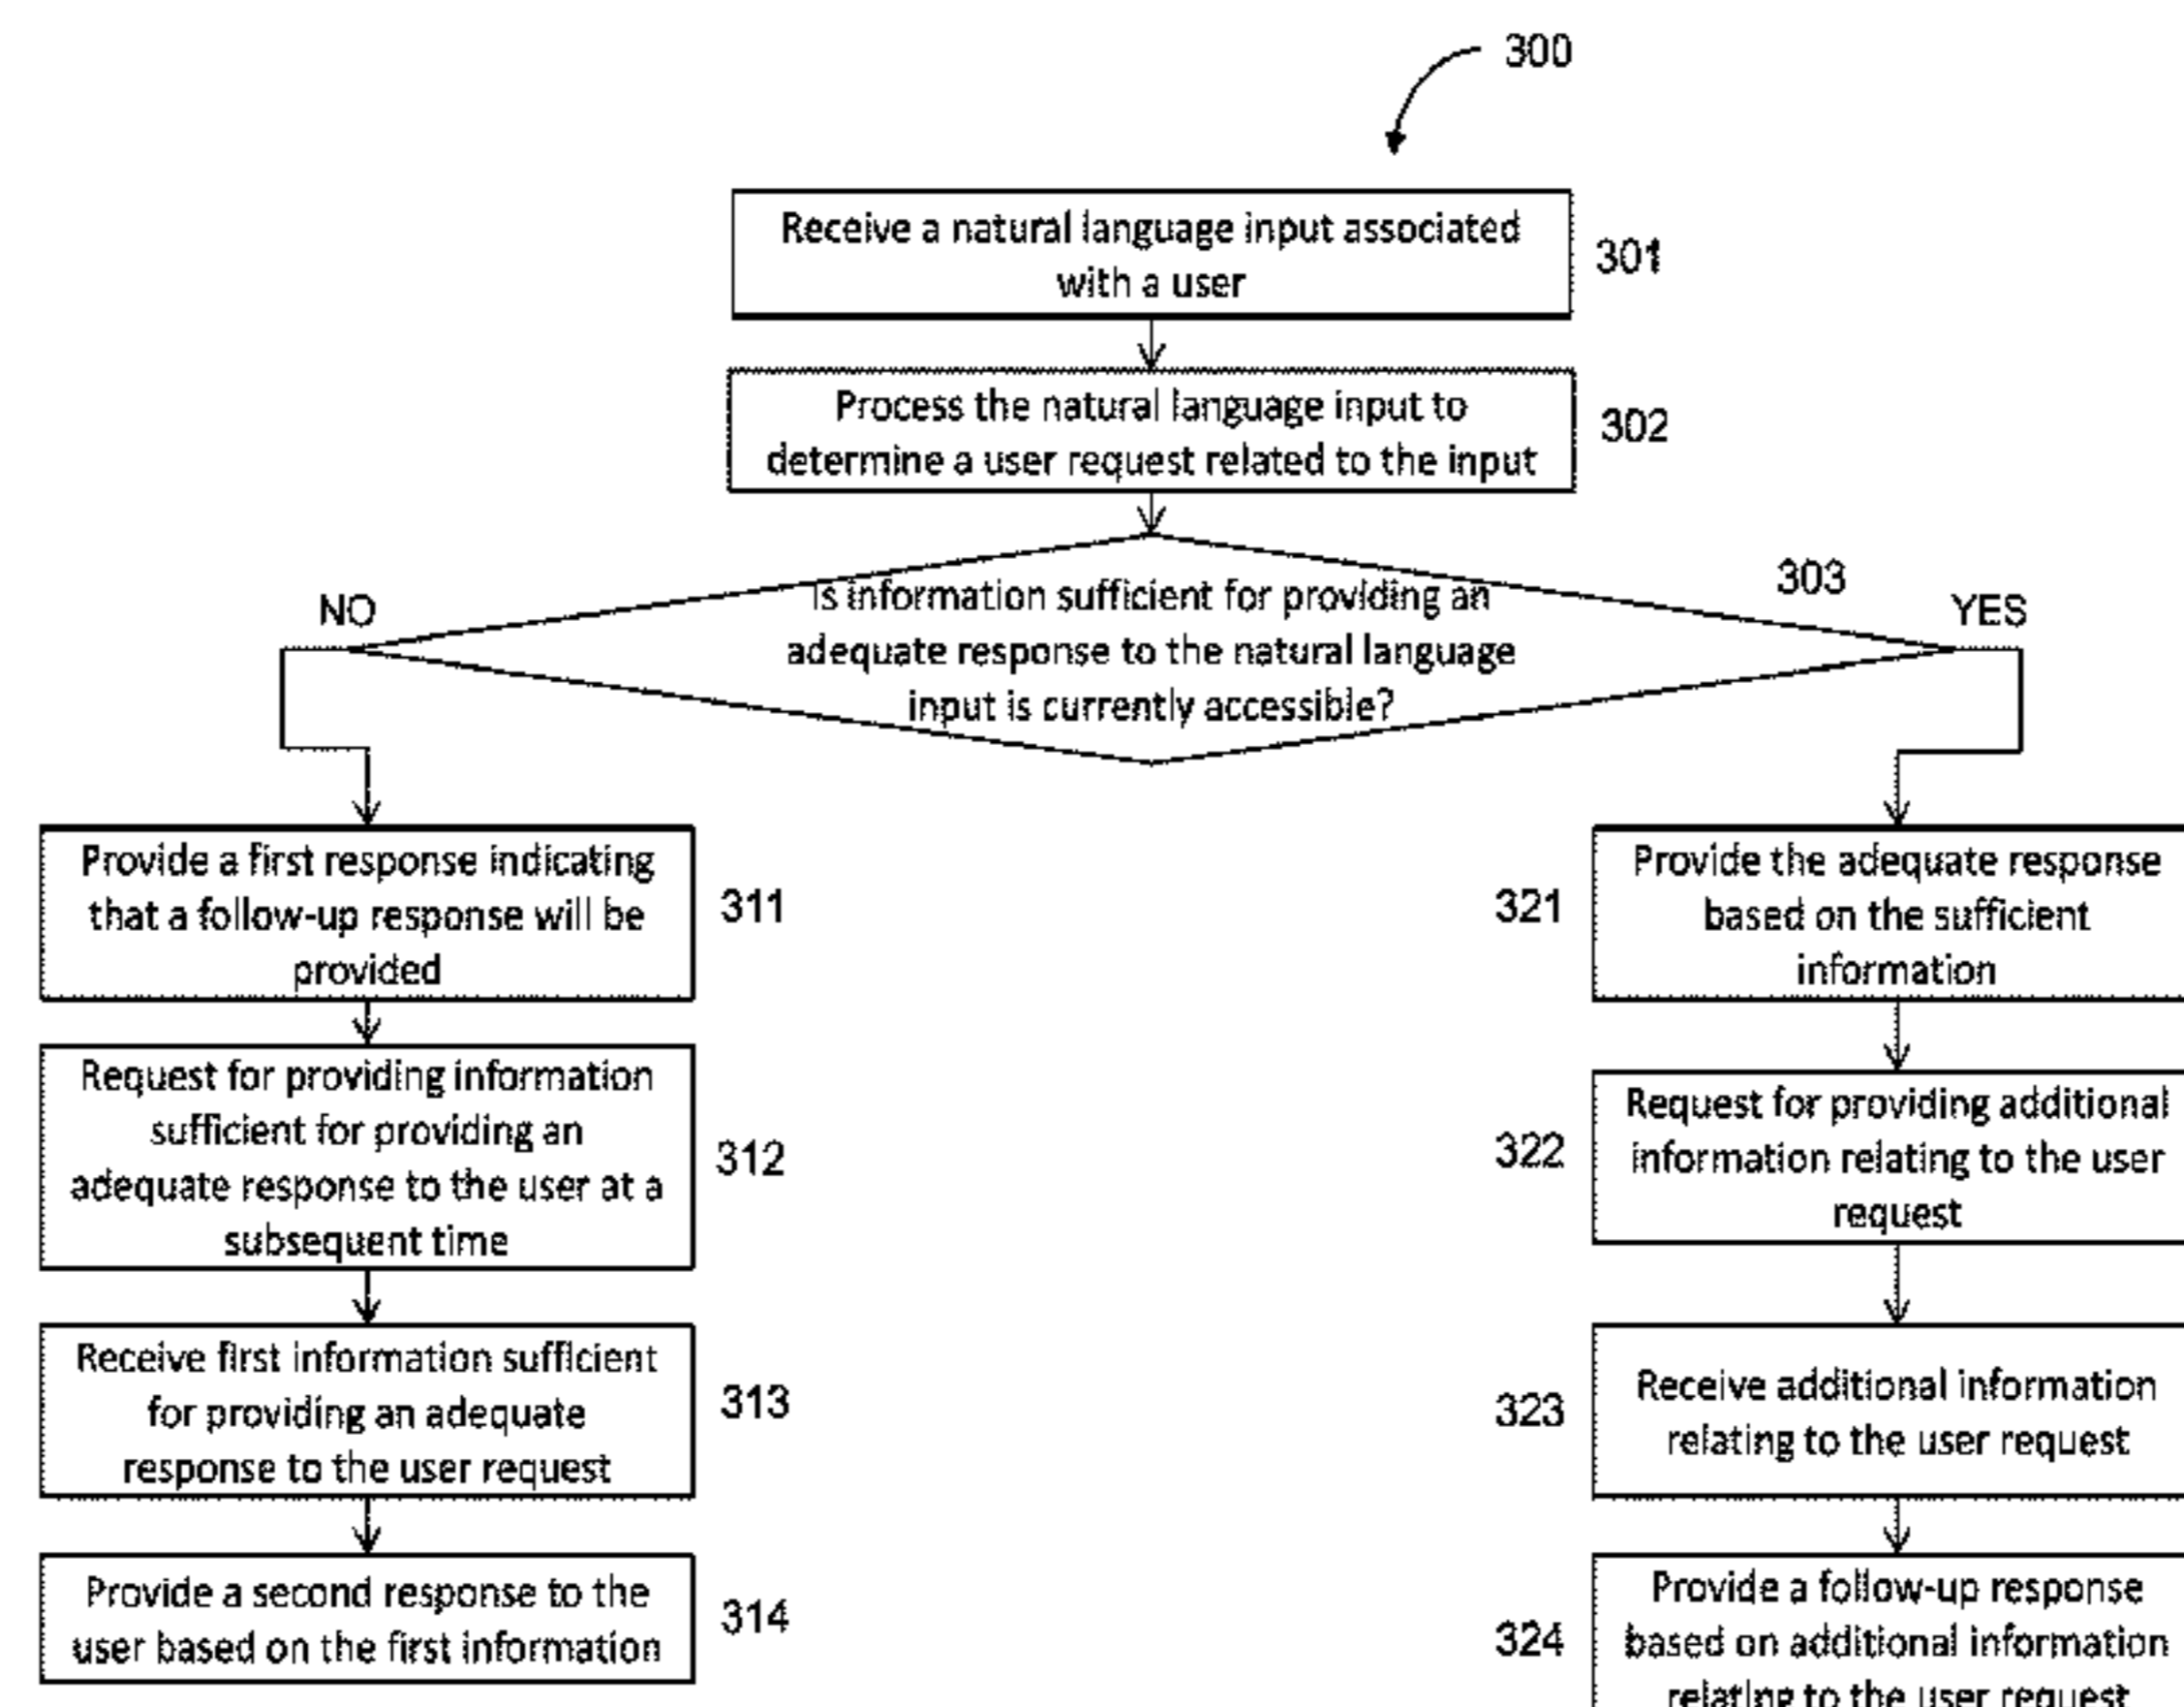 300
Receive a natural language input associated
with a user
301
Process the natural language input to
determine a user request related to the input
302
Is information sufficient for providing an
adequate response to the natural language
input is currently accessible?
303
NO
YES
Provide a first response indicating
that a follow-up response will be
provided
311
Request for providing information
sufficient for providing an
adequate response to the user at a
subsequent time
312
Receive first information sufficient
for providing an adequate
response to the user request
313
Provide a second response to the
user based on the first information
314
321
Provide the adequate response
based on the sufficient
information
322
Request for providing additional
information relating to the user
request
323
Receive additional information
relating to the user request
324
Provide a follow-up response
based on additional information
relating to the user request